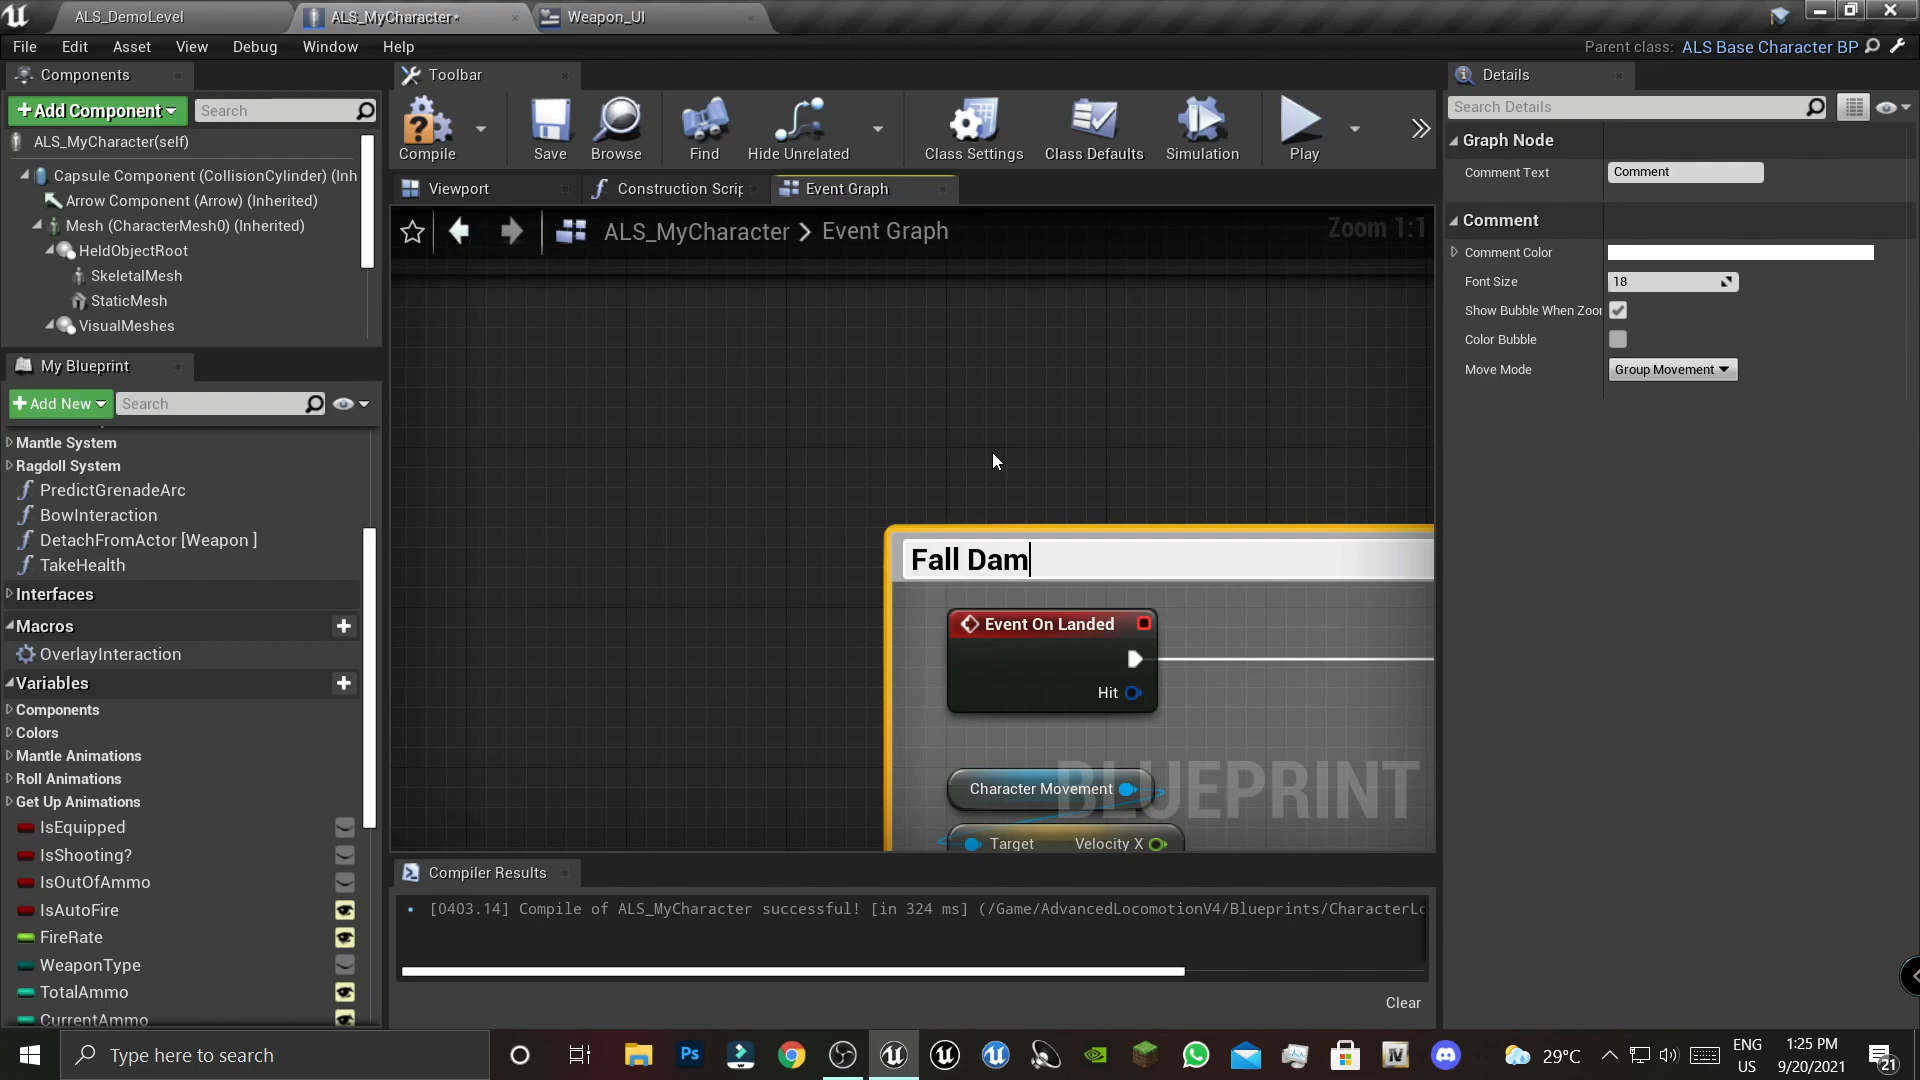 ALS_DemoLevel
ALS_MyCharacter*
Weapon_UI
File Edit Asset View Debug Window Help
Parent class: ALS Base Character BP
Components
+Add Component
Search
ALS_MyCharacter(self)
Capsule Component (CollisionCylinder) (Inh
Arrow Component (Arrow) (Inherited)
Mesh (CharacterMesh0) (Inherited)
HeldObjectRoot
SkeletalMesh
StaticMesh
VisualMeshes
My Blueprint
+Add New
Search
Mantle System
Ragdoll System
PredictGrenadeArc
BowInteraction
DetachFromActor [Weapon ]
TakeHealth
Interfaces
Macros
OverlayInteraction
Variables
Components
Colors
Mantle Animations
Roll Animations
Get Up Animations
IsEquipped
IsShooting?
IsOutOfAmmo
IsAutoFire
FireRate
WeaponType
TotalAmmo
CurrentAmmo
Toolbar
Compile
Save
Browse
Find
Hide Unrelated
Class Settings
Class Defaults
Simulation
Play
Viewport
Construction Scrip
Event Graph
ALS_MyCharacter > Event Graph
Zoom 1:1
Fall Dam
Event On Landed
Hit
Character Movement
BLUEPRINT
Target
Velocity X
Compiler Results
• [0403.14] Compile of ALS_MyCharacter successful! [in 324 ms] (/Game/AdvancedLocomotionV4/Blueprints/CharacterLo
Clear
Details
Search Details
Graph Node
Comment Text
Comment
Comment
Comment Color
Font Size
18
Show Bubble When Zoor
Color Bubble
Move Mode
Group Movement
Type here to search
Ps
29°C
ENG
US
1:25 PM
9/20/2021
21